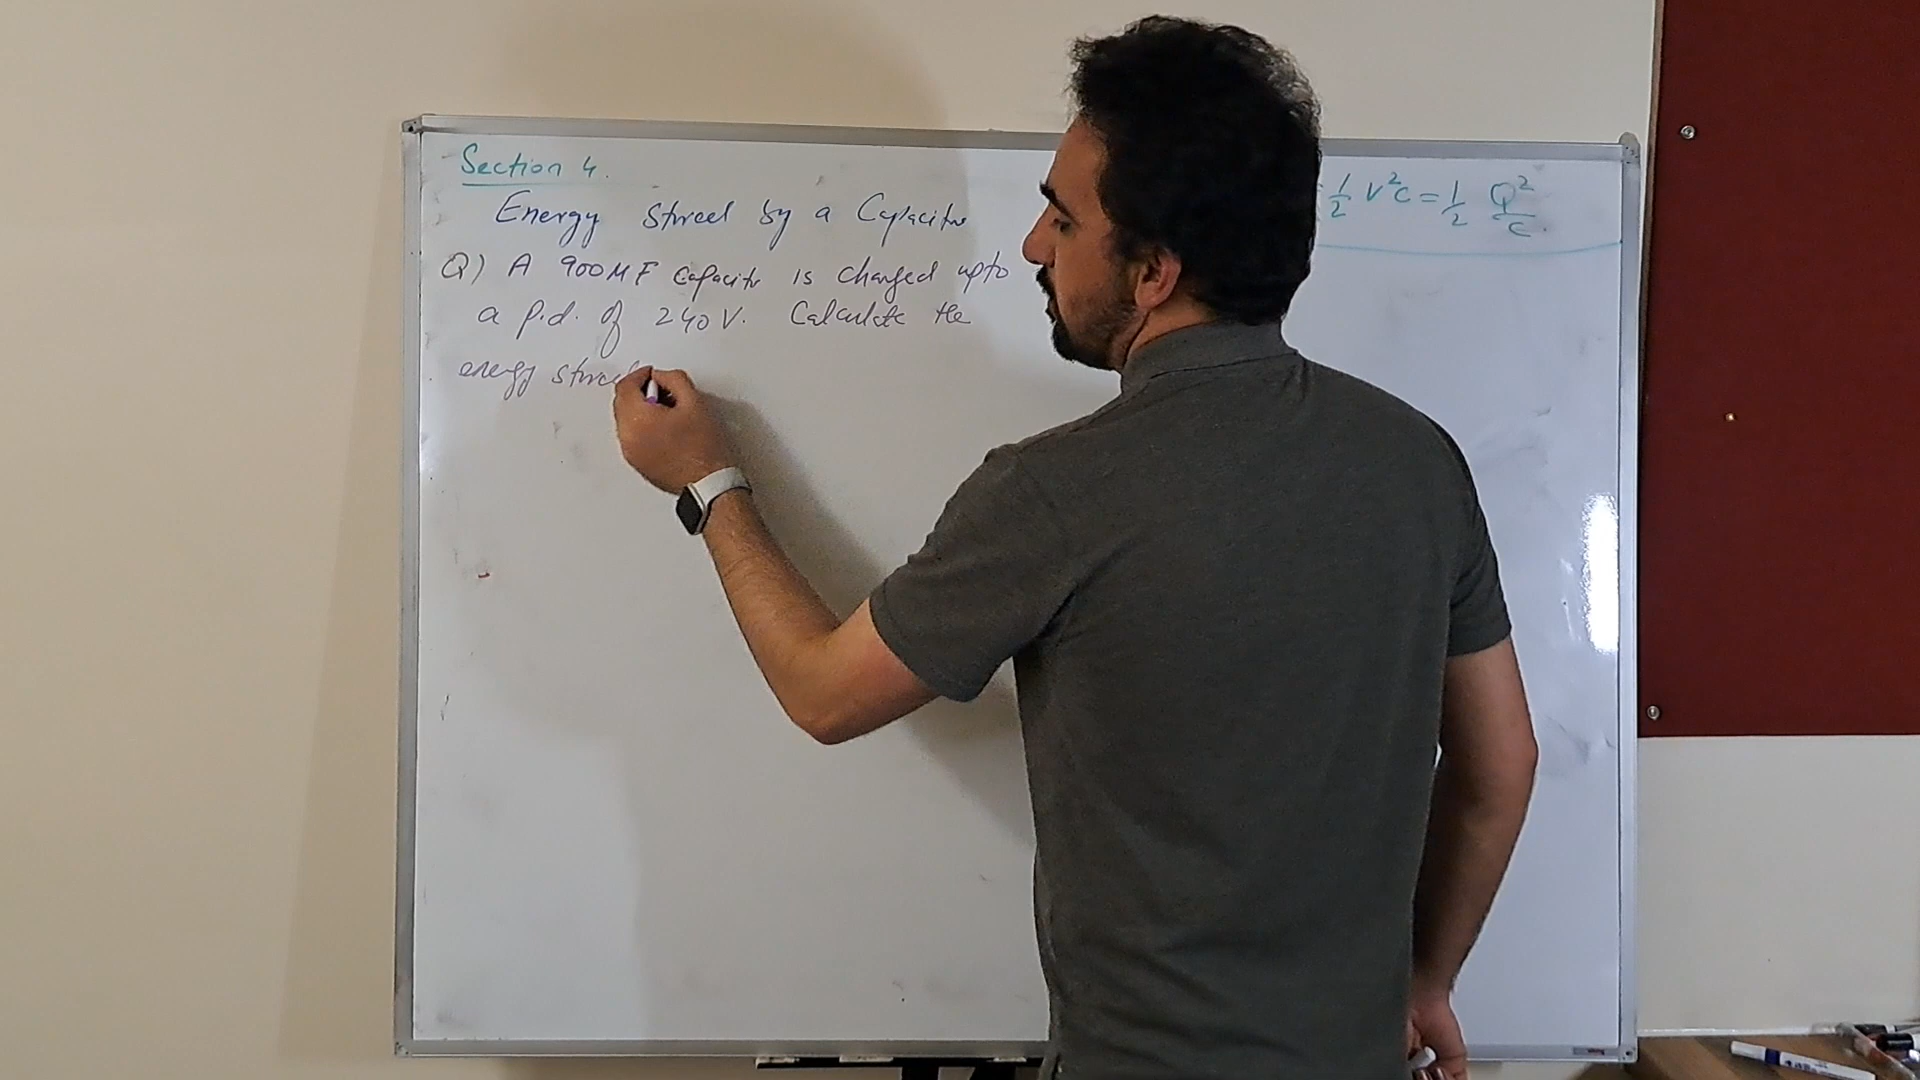 Section 4.
Energy stored by a Capacitor
= 1/2 V²C = 1/2 Q²/C.
Q) A 900 μF capacitor is charged upto
a p.d. of 240 V. Calculate the
energy stored